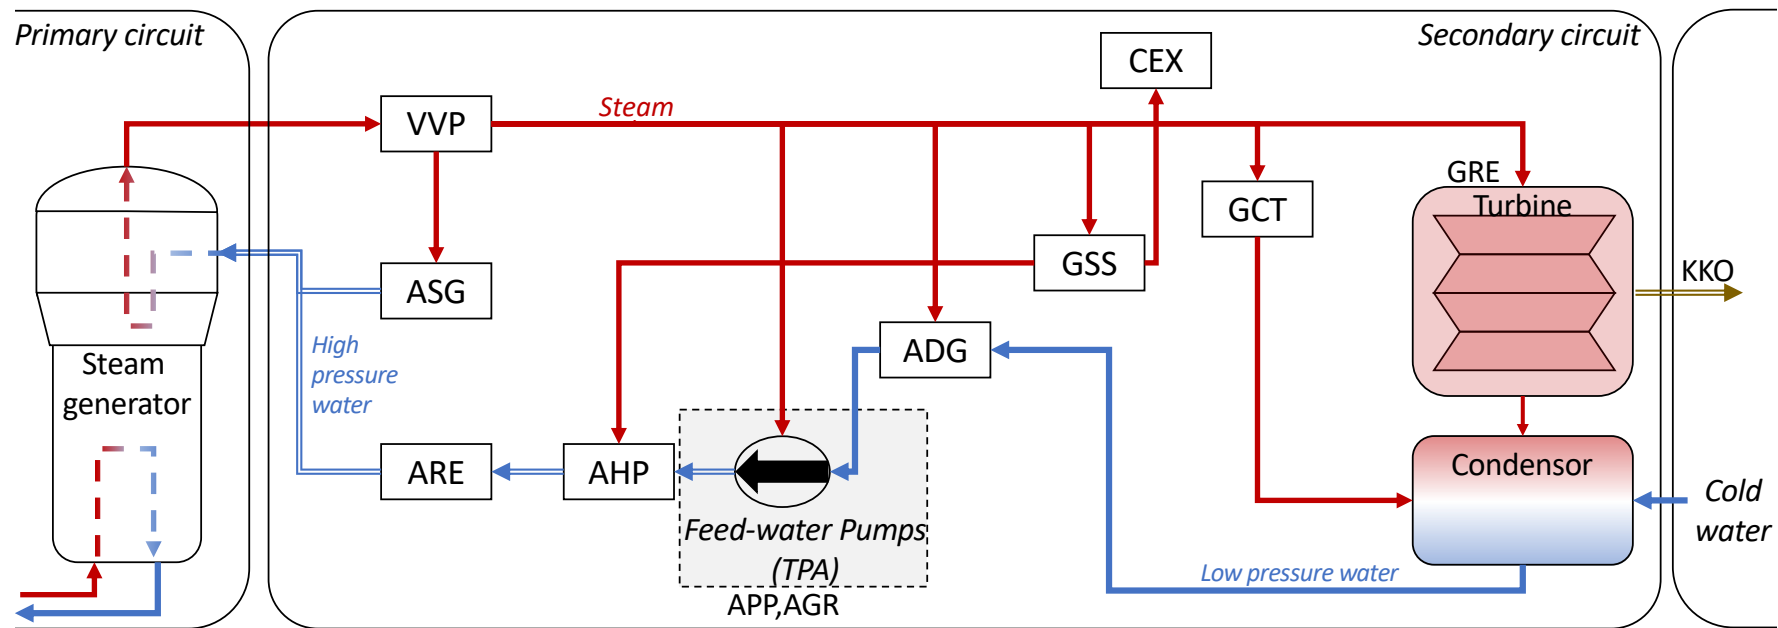 Primary circuit
Secondary circuit
CEX
VVP
Steam
GRE
Turbine
GCT
GSS
KKO
ASG
High
pressure
water
ADG
Steam
generator
ARE
AHP
Condensor
Cold
water
Feed-water Pumps
(TPA)
APP,AGR
Low pressure water